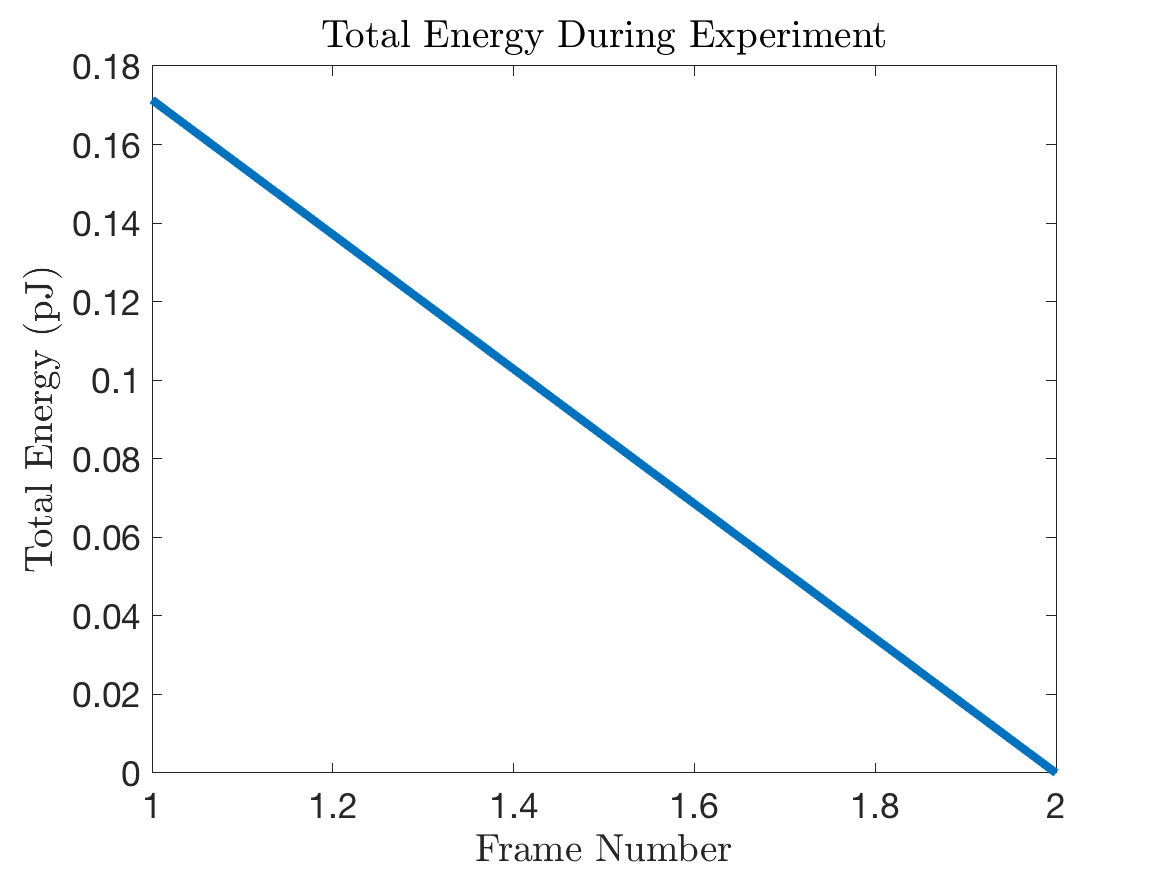 Total Energy During Experiment
0.18
0.16
0.14
0.12
0.1
0.08
0.06
0.04
0.02
0
Total Energy (pJ)
1 1.2 1.4 1.6 1.8 2
Frame Number